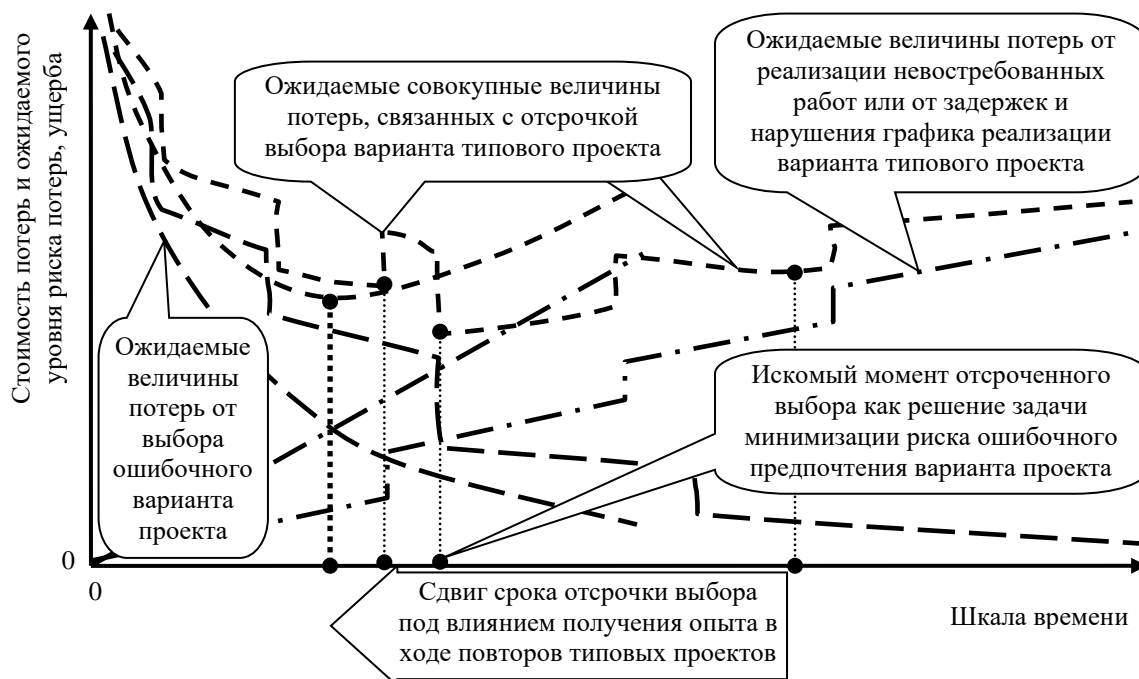 Стоимость потерь и ожидаемого
уровня риска потерь, ущерба
Ожидаемые совокупные величины
потерь, связанных с отсрочкой
выбора варианта типового проекта
Ожидаемые величины потерь от
реализации невостребованных
работ или от задержек и
нарушения графика реализации
варианта типового проекта
Ожидаемые
величины
потерь от
выбора
ошибочного
варианта
проекта
Искомый момент отсроченного
выбора как решение задачи
минимизации риска ошибочного
предпочтения варианта проекта
0
0
Сдвиг срока отсрочки выбора
под влиянием получения опыта в
ходе повторов типовых проектов
Шкала времени